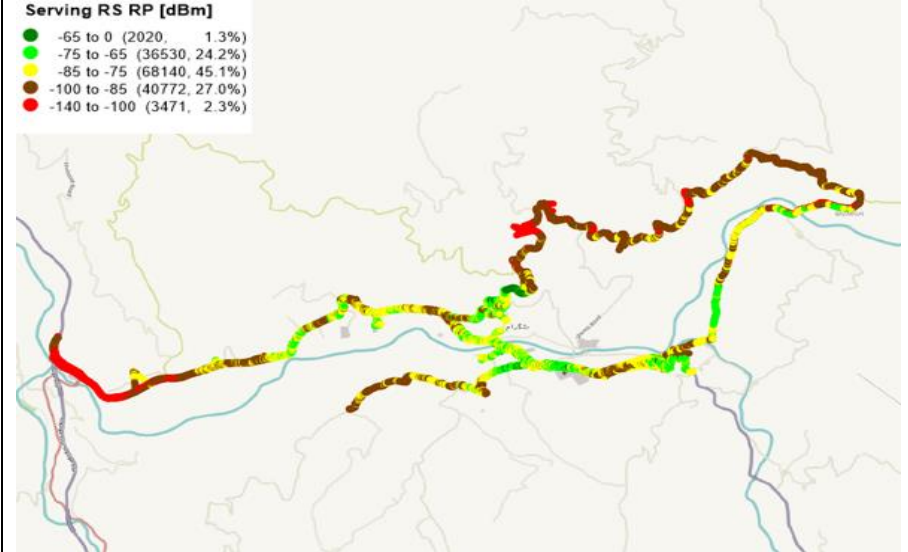 Serving RS RP [dBm]
-65 to 0 (2020, 1.3%)
-75 to -65 (36530, 24.2%)
-85 to -75 (68140, 45.1%)
-100 to -85 (40772, 27.0%)
-140 to -100 (3471, 2.3%)
بتگرام